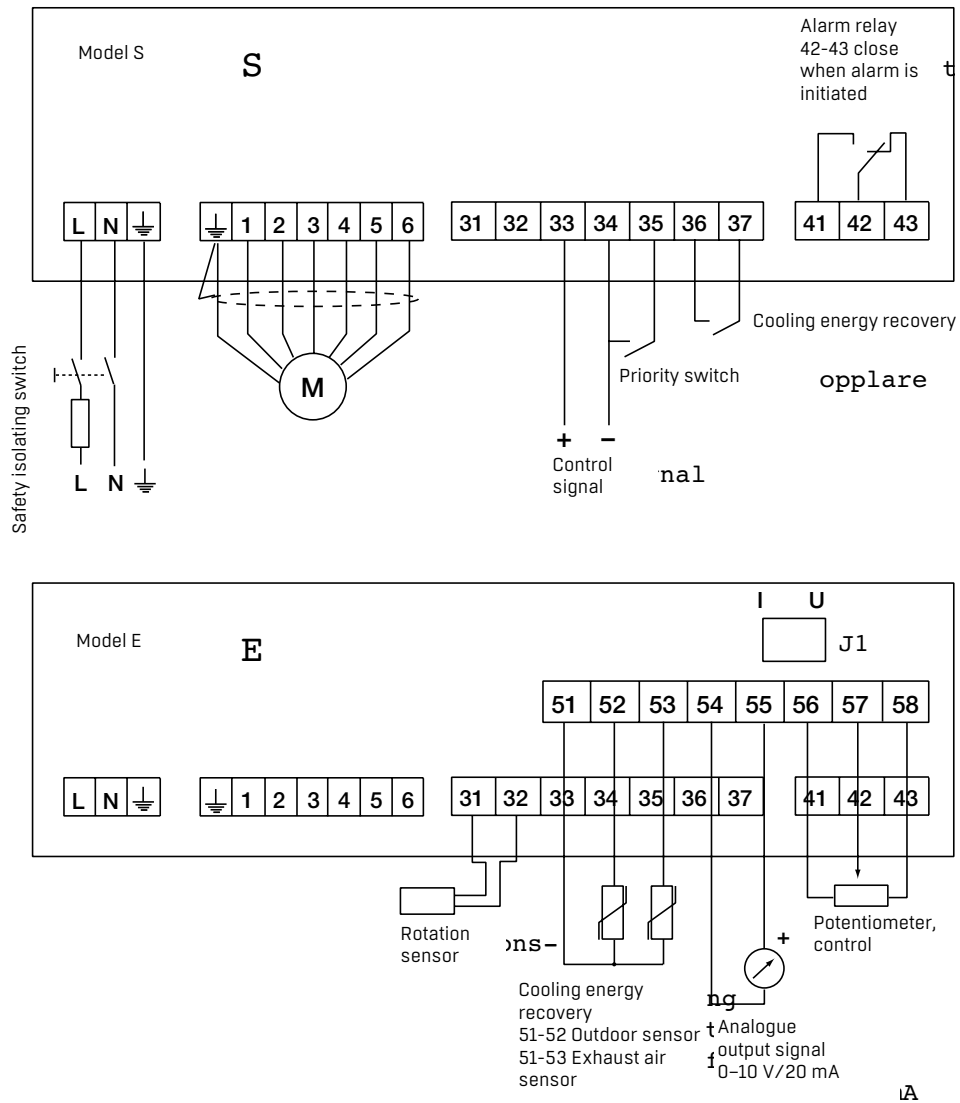 Model S
S
Alarm relay
42-43 close
when alarm is
initiated
t
L N
1 2 3 4 5 6
31 32 33 34 35 36 37
41 42 43
Cooling energy recovery
Priority switch
opplare
M
Safety isolating switch
+ −
Control
signal
nal
L N
Model E
E
I U
J1
51 52 53 54 55 56 57 58
L N
1 2 3 4 5 6
31 32 33 34 35 36 37
41 42 43
Rotation
sensor
ons-
+
Potentiometer,
control
Cooling energy
recovery
51-52 Outdoor sensor
51-53 Exhaust air
sensor
ng
t
Analogue
output signal
0–10 V/20 mA
A